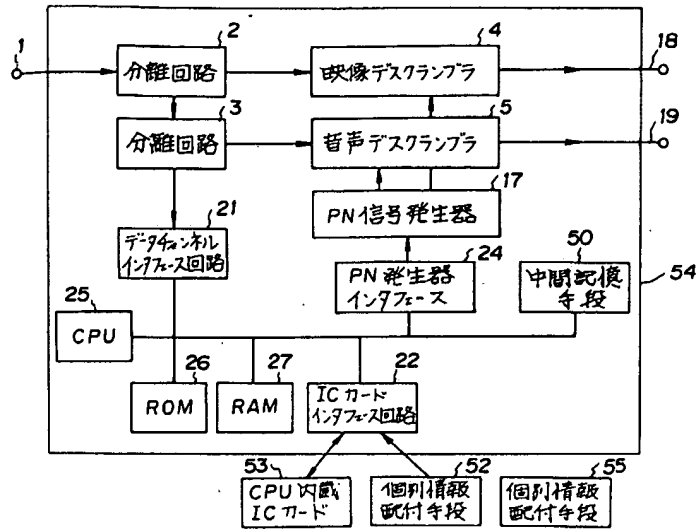 1
2
分離回路
4
映像デスクランブラ
18
3
分離回路
5
音声デスクランブラ
19
17
PN信号発生器
21
データチャンネル
インタフェース回路
24
PN発生器
インタフェース
50
中間記憶
手段
54
25
CPU
26
ROM
27
RAM
22
ICカード
インタフェース回路
53
CPU内蔵
ICカード
52
個別情報
配付手段
55
個別情報
配付手段